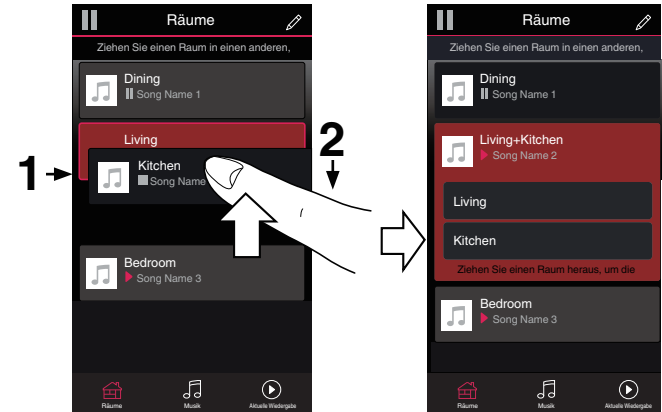 Räume
Ziehen Sie einen Raum in einen anderen,
Dining
Song Name 1
Living
Kitchen
Song Name
Bedroom
Song Name 3
Räume
Musik
Aktuelle Wiedergabe
1
2
Räume
Ziehen Sie einen Raum in einen anderen,
Dining
Song Name 1
Living+Kitchen
Song Name 2
Living
Kitchen
Ziehen Sie einen Raum heraus, um die
Bedroom
Song Name 3
Räume
Musik
Aktuelle Wiedergabe